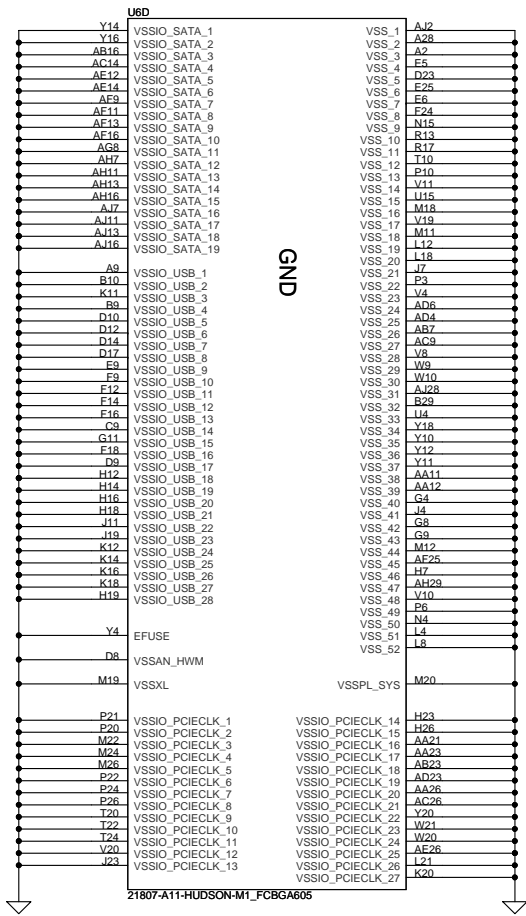 U6D
Y14 VSSIO_SATA_1
Y16 VSSIO_SATA_2
AB16 VSSIO_SATA_3
AC14 VSSIO_SATA_4
AE12 VSSIO_SATA_5
AE14 VSSIO_SATA_6
AF9 VSSIO_SATA_7
AF11 VSSIO_SATA_8
AF13 VSSIO_SATA_9
AF16 VSSIO_SATA_10
AG8 VSSIO_SATA_11
AH7 VSSIO_SATA_12
AH11 VSSIO_SATA_13
AH13 VSSIO_SATA_14
AH16 VSSIO_SATA_15
AJ7 VSSIO_SATA_16
AJ11 VSSIO_SATA_17
AJ13 VSSIO_SATA_18
AJ16 VSSIO_SATA_19
A9 VSSIO_USB_1
B10 VSSIO_USB_2
K11 VSSIO_USB_3
B9 VSSIO_USB_4
D10 VSSIO_USB_5
D12 VSSIO_USB_6
D14 VSSIO_USB_7
D17 VSSIO_USB_8
E9 VSSIO_USB_9
F9 VSSIO_USB_10
F12 VSSIO_USB_11
F14 VSSIO_USB_12
F16 VSSIO_USB_13
C9 VSSIO_USB_14
G11 VSSIO_USB_15
F18 VSSIO_USB_16
D9 VSSIO_USB_17
H12 VSSIO_USB_18
H14 VSSIO_USB_19
H16 VSSIO_USB_20
H18 VSSIO_USB_21
J11 VSSIO_USB_22
J19 VSSIO_USB_23
K12 VSSIO_USB_24
K14 VSSIO_USB_25
K16 VSSIO_USB_26
K18 VSSIO_USB_27
H19 VSSIO_USB_28
Y4 EFUSE
D8 VSSAN_HWM
M19 VSSXL
P21 VSSIO_PCIECLK_1
P20 VSSIO_PCIECLK_2
M22 VSSIO_PCIECLK_3
M24 VSSIO_PCIECLK_4
M26 VSSIO_PCIECLK_5
P22 VSSIO_PCIECLK_6
P24 VSSIO_PCIECLK_7
P26 VSSIO_PCIECLK_8
T20 VSSIO_PCIECLK_9
T22 VSSIO_PCIECLK_10
T24 VSSIO_PCIECLK_11
V20 VSSIO_PCIECLK_12
J23 VSSIO_PCIECLK_13
GND
VSS_1 AJ2
VSS_2 A28
VSS_3 A2
VSS_4 E5
VSS_5 D23
VSS_6 E25
VSS_7 E6
VSS_8 F24
VSS_9 N15
VSS_10 R13
VSS_11 R17
VSS_12 T10
VSS_13 P10
VSS_14 V11
VSS_15 U15
VSS_16 M18
VSS_17 V19
VSS_18 M11
VSS_19 L12
VSS_20 L18
VSS_21 J7
VSS_22 P3
VSS_23 V4
VSS_24 AD6
VSS_25 AD4
VSS_26 AB7
VSS_27 AC9
VSS_28 V8
VSS_29 W9
VSS_30 W10
VSS_31 AJ28
VSS_32 B29
VSS_33 U4
VSS_34 Y18
VSS_35 Y10
VSS_36 Y12
VSS_37 Y11
VSS_38 AA11
VSS_39 AA12
VSS_40 G4
VSS_41 J4
VSS_42 G8
VSS_43 G9
VSS_44 M12
VSS_45 AF25
VSS_46 H7
VSS_47 AH29
VSS_48 V10
VSS_49 P6
VSS_50 N4
VSS_51 L4
VSS_52 L8
VSSPL_SYS M20
VSSIO_PCIECLK_14 H23
VSSIO_PCIECLK_15 H26
VSSIO_PCIECLK_16 AA21
VSSIO_PCIECLK_17 AA23
VSSIO_PCIECLK_18 AB23
VSSIO_PCIECLK_19 AD23
VSSIO_PCIECLK_20 AA26
VSSIO_PCIECLK_21 AC26
VSSIO_PCIECLK_22 Y20
VSSIO_PCIECLK_23 W21
VSSIO_PCIECLK_24 W20
VSSIO_PCIECLK_25 AE26
VSSIO_PCIECLK_26 L21
VSSIO_PCIECLK_27 K20
21807-A11-HUDSON-M1_FCBGA605